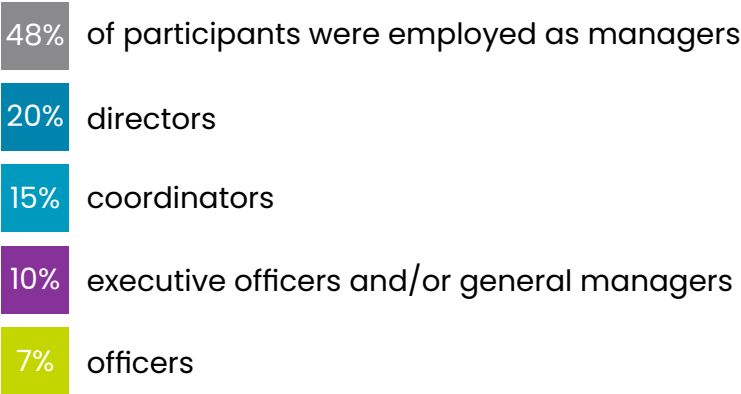 48% of participants were employed as managers
20% directors
15% coordinators
10% executive officers and/or general managers
7% officers